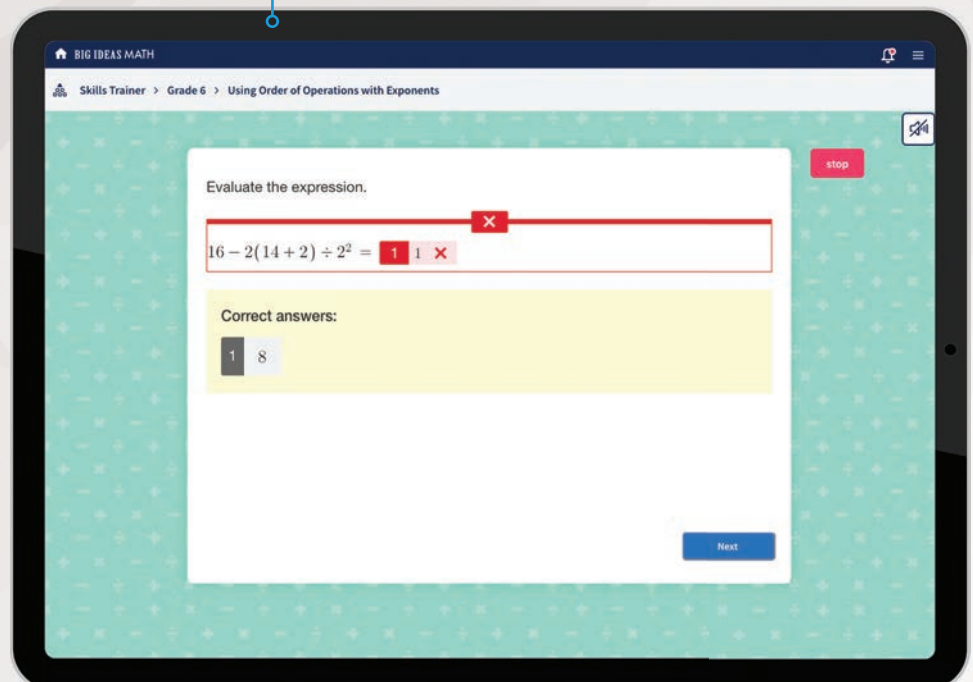 BIG IDEAS MATH
Skills Trainer > Grade 6 > Using Order of Operations with Exponents
stop
Evaluate the expression.
16 − 2(14 + 2) ÷ 2² = 1 1
Correct answers:
1 8
Next